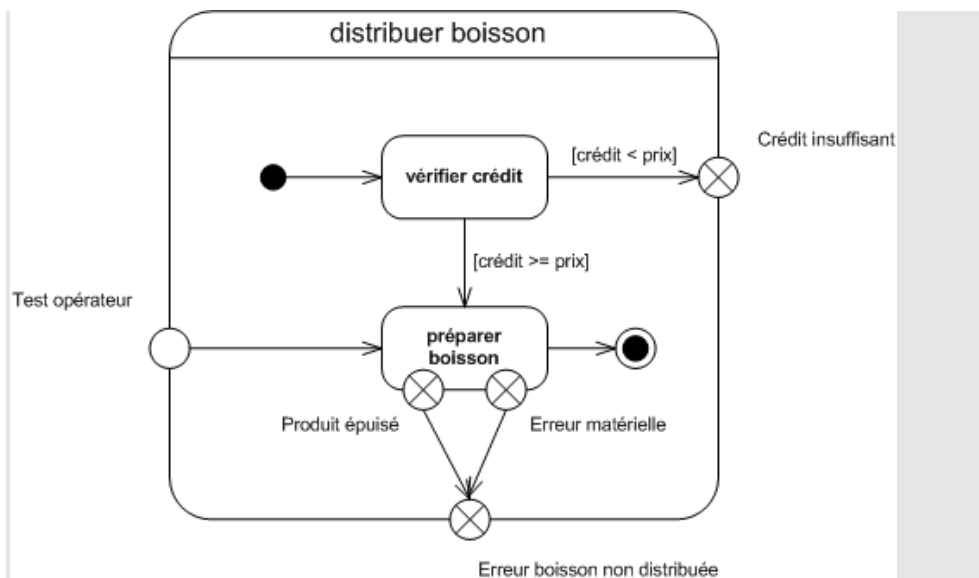 distribuer boisson
Crédit insuffisant
[crédit < prix]
vérifier crédit
[crédit >= prix]
Test opérateur
préparer
boisson
Produit épuisé
Erreur matérielle
Erreur boisson non distribuée